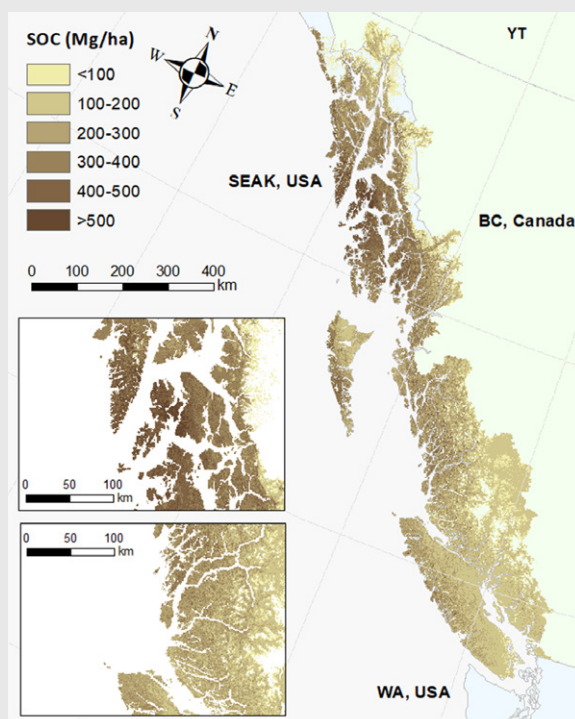 SOC (Mg/ha)
<100
100-200
200-300
300-400
400-500
>500
N
W
E
S
YT
SEAK, USA
BC, Canada
0 100 200 300 400
km
0 50 100
km
0 50 100
km
WA, USA